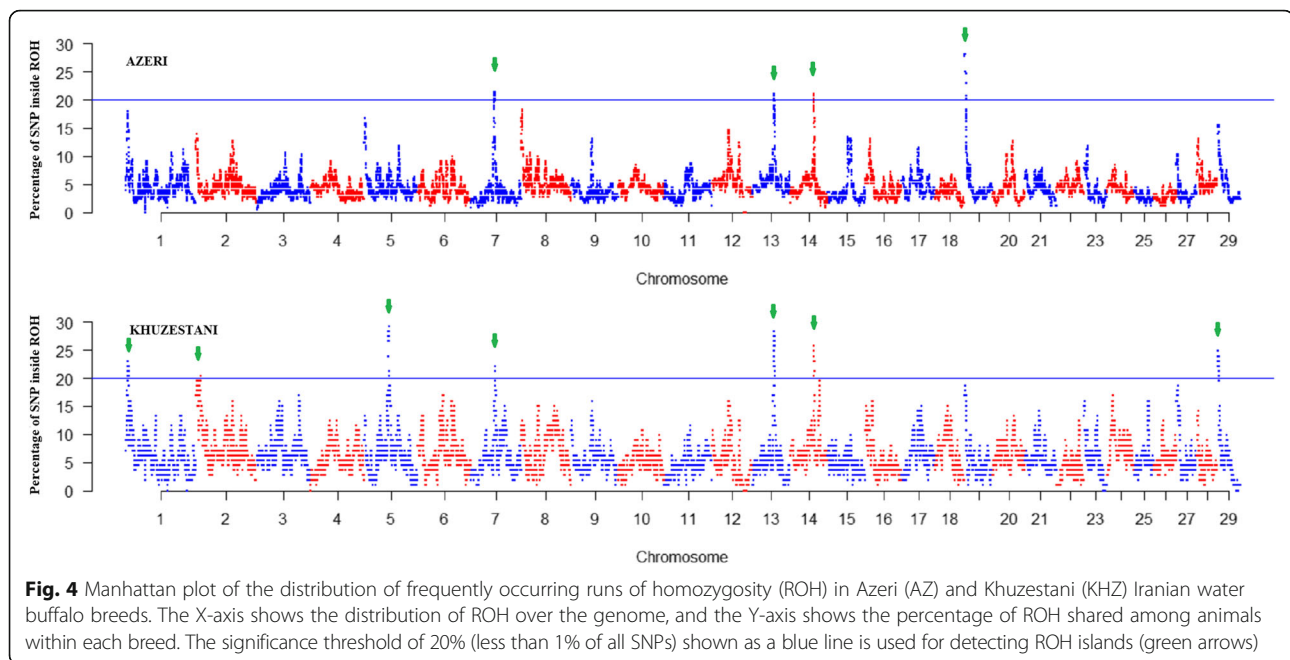 AZERI
Percentage of SNP inside ROH
30
25
20
15
10
5
0
1 2 3 4 5 6 7 8 9 10 11 12 13 14 15 16 17 18 20 21 23 25 27 29
Chromosome
KHUZESTANI
Percentage of SNP inside ROH
30
25
20
15
10
5
0
1 2 3 4 5 6 7 8 9 10 11 12 13 14 15 16 17 18 20 21 23 25 27 29
Chromosome
Fig. 4 Manhattan plot of the distribution of frequently occurring runs of homozygosity (ROH) in Azeri (AZ) and Khuzestani (KHZ) Iranian water
buffalo breeds. The X-axis shows the distribution of ROH over the genome, and the Y-axis shows the percentage of ROH shared among animals
within each breed. The significance threshold of 20% (less than 1% of all SNPs) shown as a blue line is used for detecting ROH islands (green arrows)